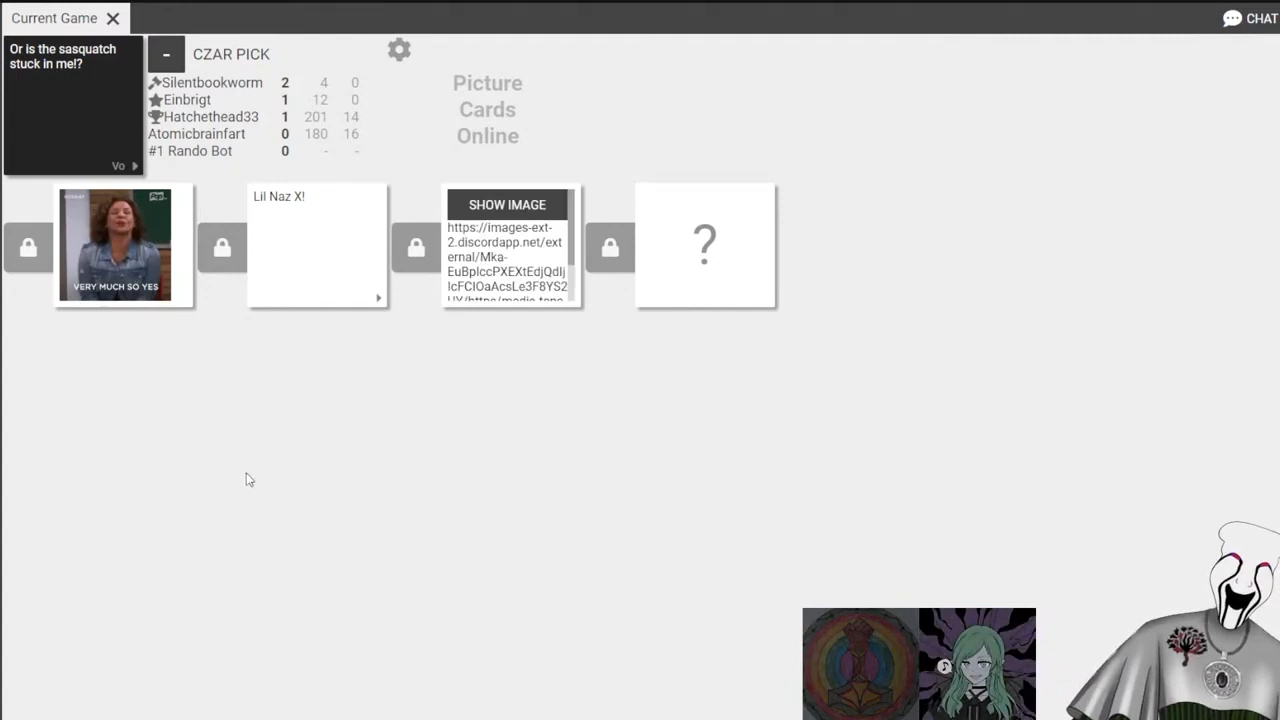 Current Game
CHAT
Or is the sasquatch
stuck in me!?
Vo
-
CZAR PICK
Silentbookworm 2 4 0
Einbrigt 1 12 0
Hatchethead33 1 201 14
Atomicbrainfart 0 180 16
#1 Rando Bot 0 - -
Picture
Cards
Online
VERY MUCH SO YES
Lil Naz X!
SHOW IMAGE
https://images-ext-
2.discordapp.net/ext
ernal/Mka-
?